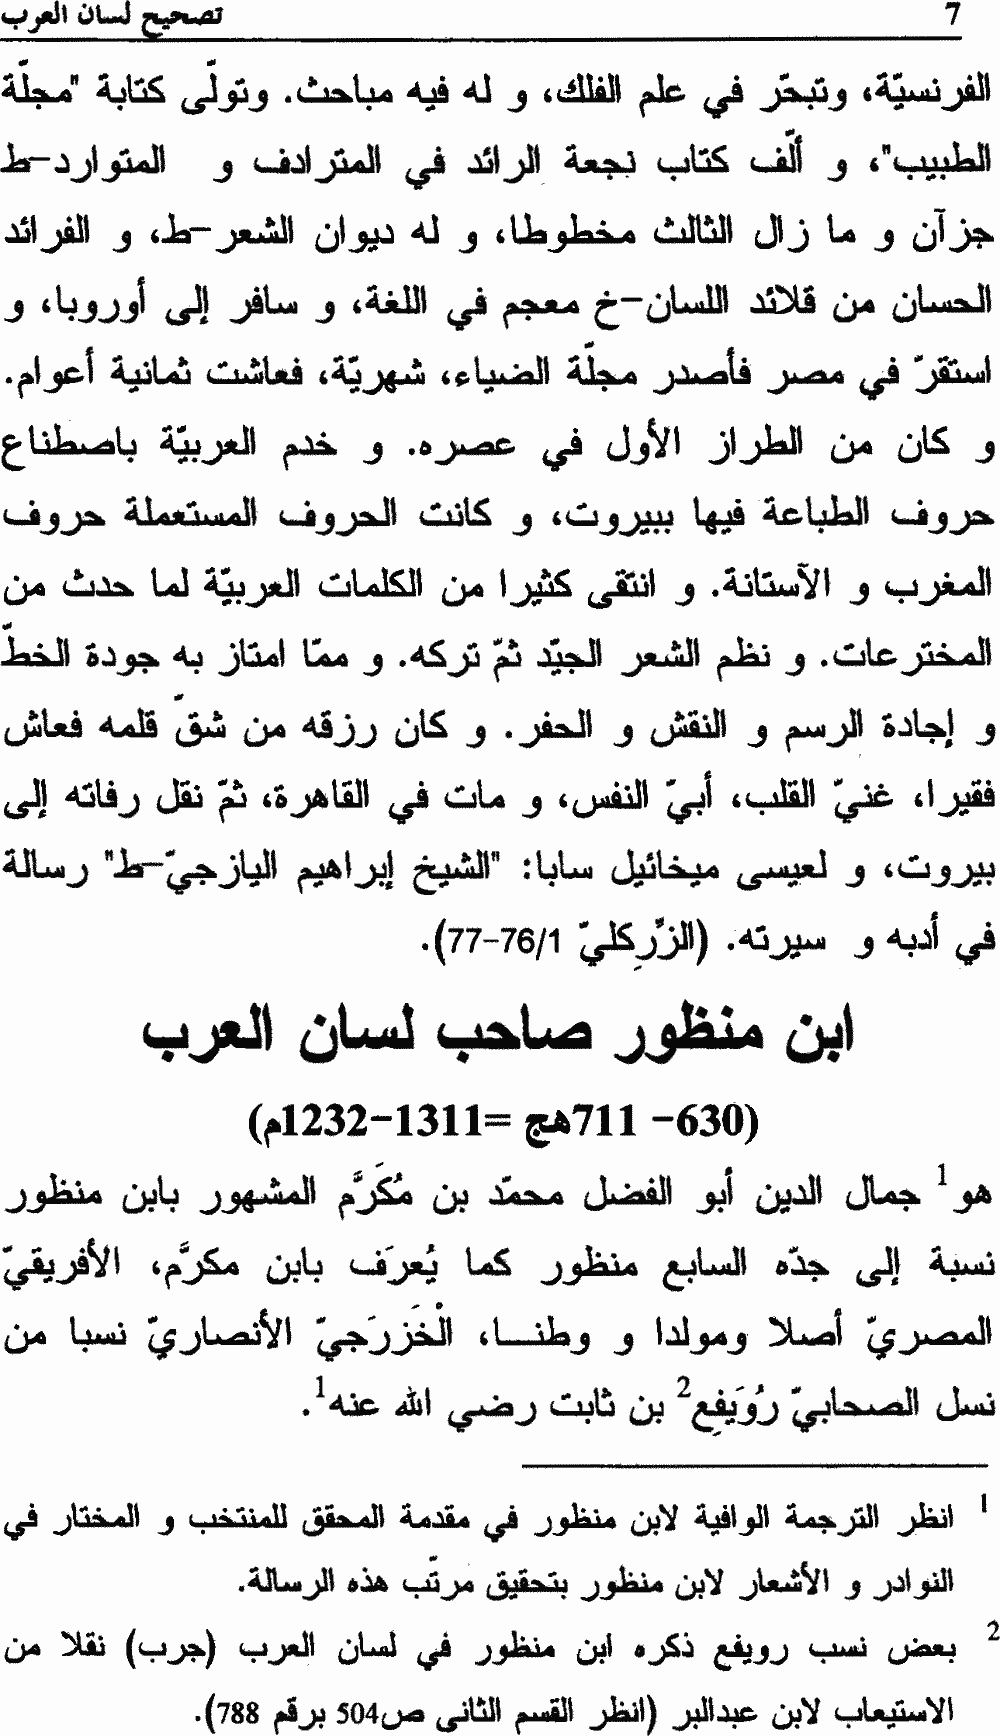 7 تصحيح لسان العرب
الفرنسيّة، وتبحّر في علم الفلك، و له فيه مباحث. وتولّى كتابة "مجلّة
الطبيب"، و ألّف كتاب نجعة الرائد في المترادف و المتوارد–ط
جزآن و ما زال الثالث مخطوطا، و له ديوان الشعر–ط، و الفرائد
الحسان من قلائد اللسان–خ معجم في اللغة، و سافر إلى أوروبا، و
استقرّ في مصر فأصدر مجلّة الضياء، شهريّة، فعاشت ثمانية أعوام.
و كان من الطراز الأول في عصره. و خدم العربيّة باصطناع
حروف الطباعة فيها ببيروت، و كانت الحروف المستعملة حروف
المغرب و الآستانة. و انتقى كثيرا من الكلمات العربيّة لما حدث من
المخترعات. و نظم الشعر الجيّد ثمّ تركه. و ممّا امتاز به جودة الخطّ
و إجادة الرسم و النقش و الحفر. و كان رزقه من شقّ قلمه فعاش
فقيرا، غنيّ القلب، أبيّ النفس، و مات في القاهرة، ثمّ نقل رفاته إلى
بيروت، و لعيسى ميخائيل سابا: "الشيخ إبراهيم اليازجيّ–ط" رسالة
في أدبه و سيرته. (الزِّرِكليّ 76/1–77).
ابن منظور صاحب لسان العرب
(630– 711هج =1311–1232م)
هو1 جمال الدين أبو الفضل محمّد بن مُكَرَّم المشهور بابن منظور
نسبة إلى جدّه السابع منظور كما يُعرَف بابن مكرَّم، الأفريقيّ
المصريّ أصلا ومولدا و وطنـــا، الْخَزرَجيّ الأنصاريّ نسبا من
نسل الصحابيّ رُوَيفِع2 بن ثابت رضي الله عنه1.
1 انظر الترجمة الوافية لابن منظور في مقدمة المحقق للمنتخب و المختار في
النوادر و الأشعار لابن منظور بتحقيق مرتّب هذه الرسالة.
2 بعض نسب رويفع ذكره ابن منظور في لسان العرب (جرب) نقلا من
الاستيعاب لابن عبدالبر (انظر القسم الثانى ص504 برقم 788).